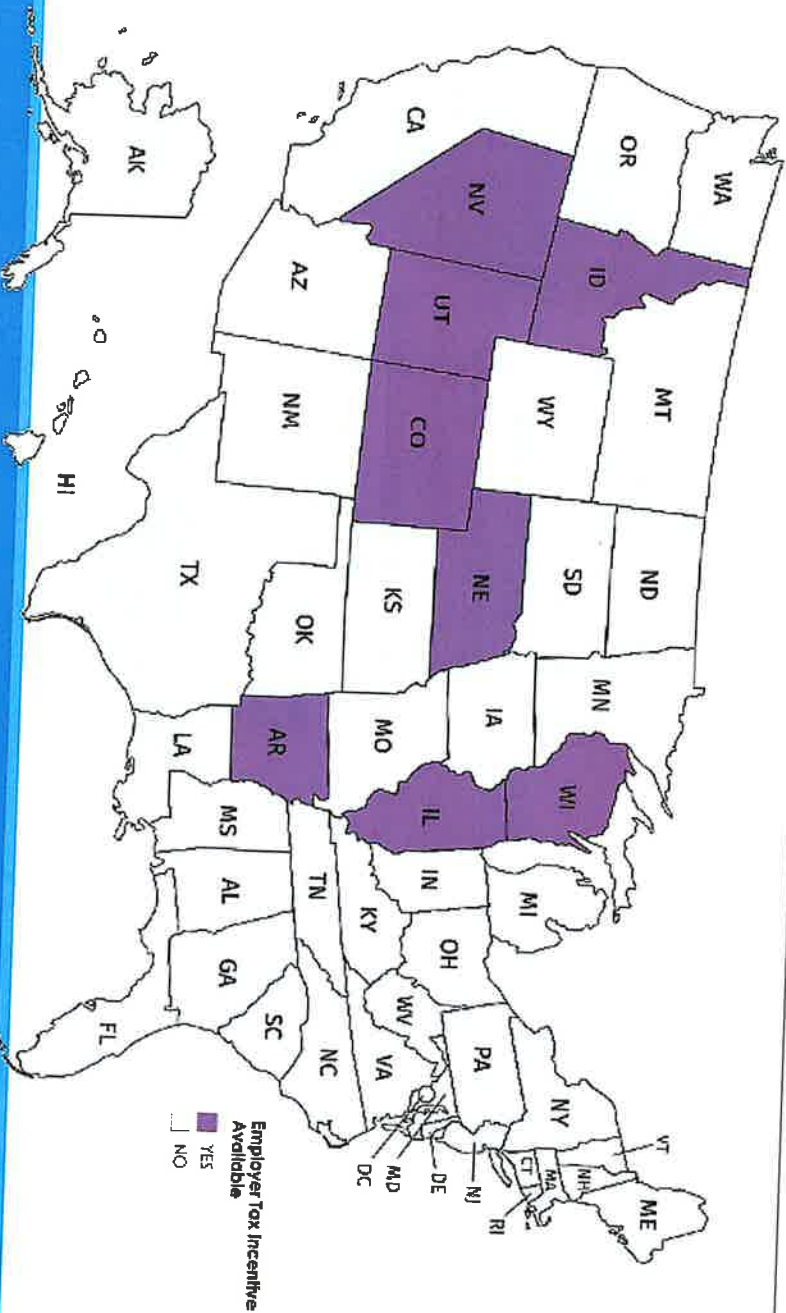 WA
OR
CA
NV
ID
MT
WY
UT
AZ
CO
NM
ND
SD
NE
KS
OK
TX
MN
IA
MO
AR
LA
WI
IL
MI
IN
OH
KY
TN
MS
AL
GA
FL
SC
NC
VA
WV
PA
NY
VT
NH
ME
MA
CT
RI
NJ
DE
MD
DC
AK
HI
Employer Tax Incentive
Available
YES
NO